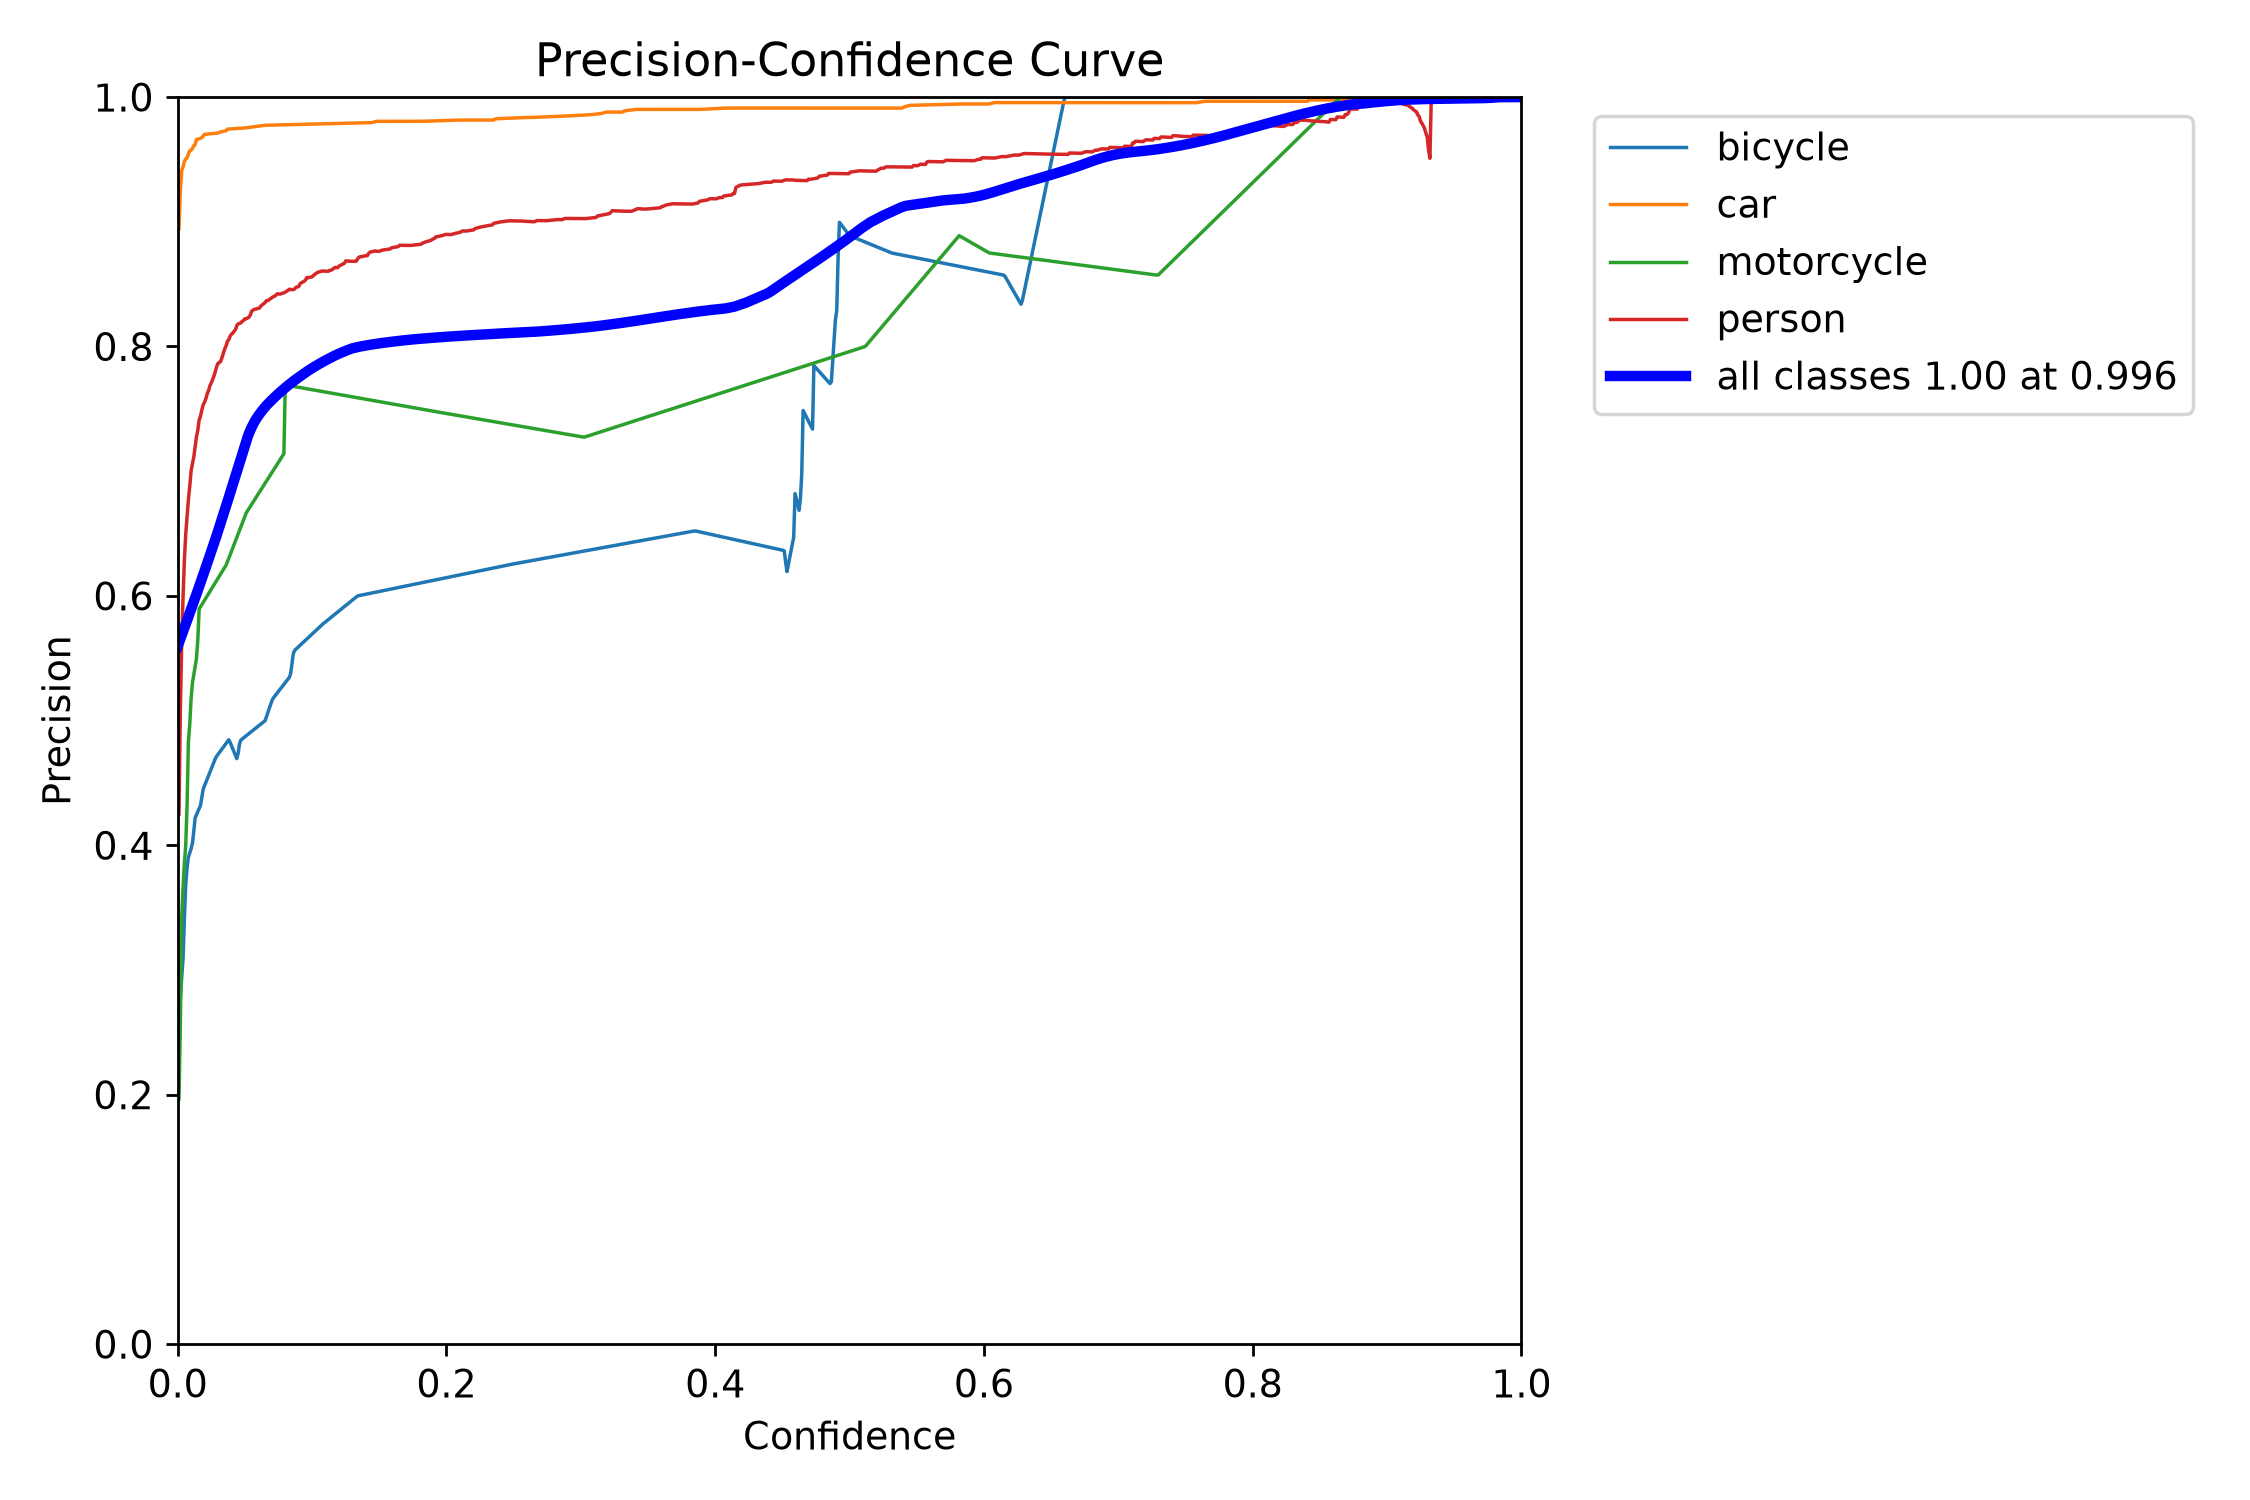 Precision-Confidence Curve
1.0
0.8
0.6
0.4
0.2
0.0
Precision
0.0 0.2 0.4 0.6 0.8 1.0
Confidence
bicycle
car
motorcycle
person
all classes 1.00 at 0.996